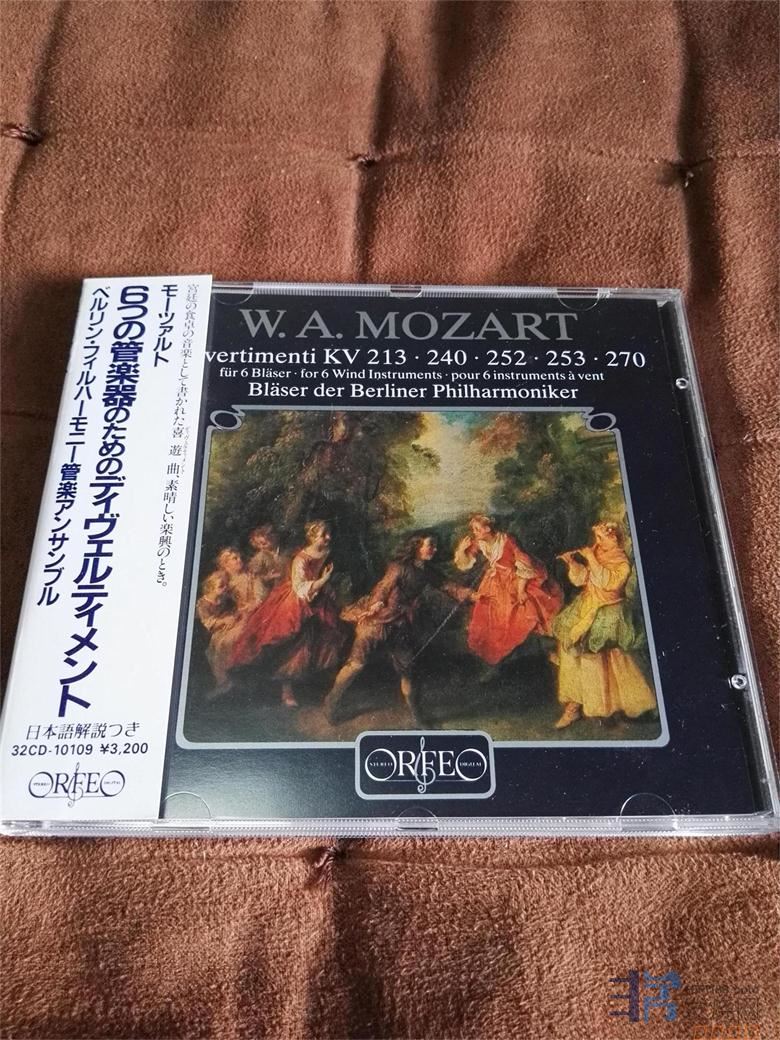 モーツァルト
6つの管楽器のためのディヴェルティメント
ベルリン・フィルハーモニー管楽アンサンブル
宮廷の食卓の音楽として書かれた喜遊曲、素晴しい楽興のとき。
日本語解説つき
32CD-10109 ¥3,200
STEREO ORFEO DIGITAL
W. A. MOZART
vertimenti KV 213 · 240 · 252 · 253 · 270
für 6 Bläser · for 6 Wind Instruments · pour 6 instruments à vent
Bläser der Berliner Philharmoniker
STEREO ORFEO DIGITAL